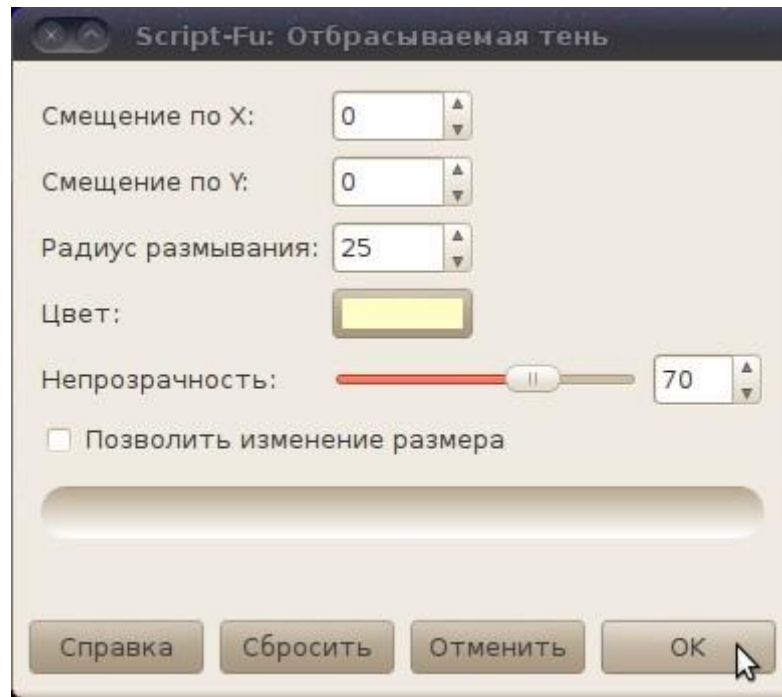 Script-Fu: Отбрасываемая тень
Смещение по X: 0
Смещение по Y: 0
Радиус размывания: 25
Цвет:
Непрозрачность: 70
Позволить изменение размера
Справка Сбросить Отменить OK